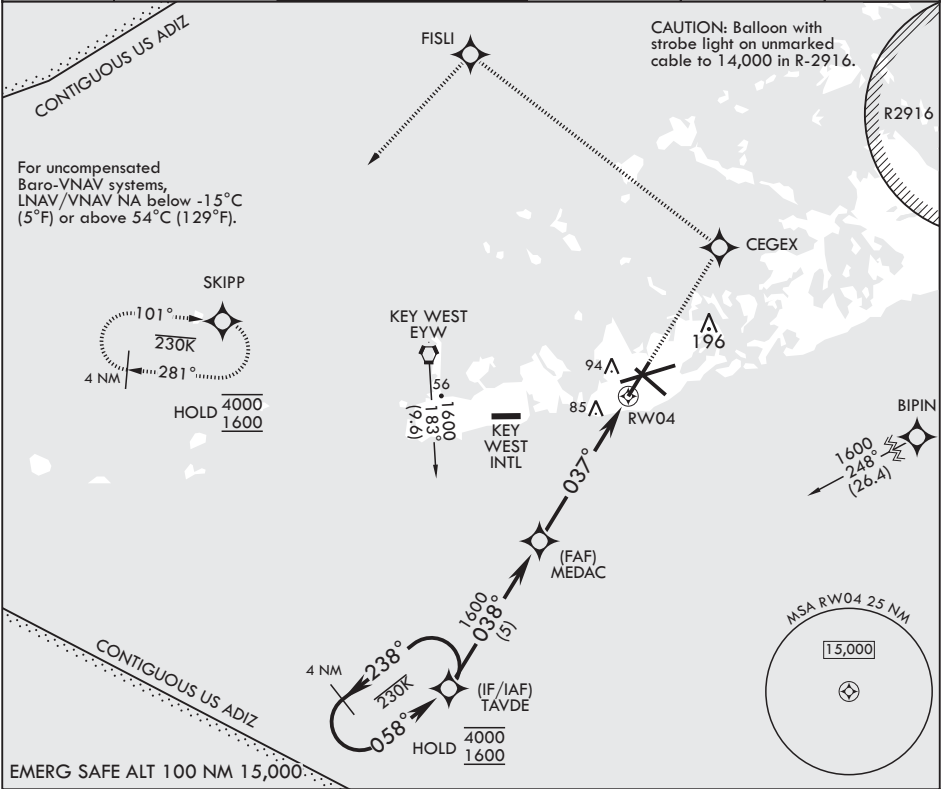 CONTIGUOUS US ADIZ
FISLI
CAUTION: Balloon with
strobe light on unmarked
cable to 14,000 in R-2916.
R2916
For uncompensated
Baro-VNAV systems,
LNAV/VNAV NA below -15°C
(5°F) or above 54°C (129°F).
CEGEX
SKIPP
101°
230K
4 NM
281°
HOLD 4000
1600
KEY WEST
EYW
56
1600
183°
(9.6)
196
94
85
RW04
KEY
WEST
INTL
BIPIN
1600
248°
(26.4)
037°
(FAF)
MEDAC
1600
038°
(5)
MSA RW04 25 NM
15,000
CONTIGUOUS US ADIZ
4 NM
238°
230K
058°
(IF/IAF)
TAVDE
HOLD 4000
1600
EMERG SAFE ALT 100 NM 15,000